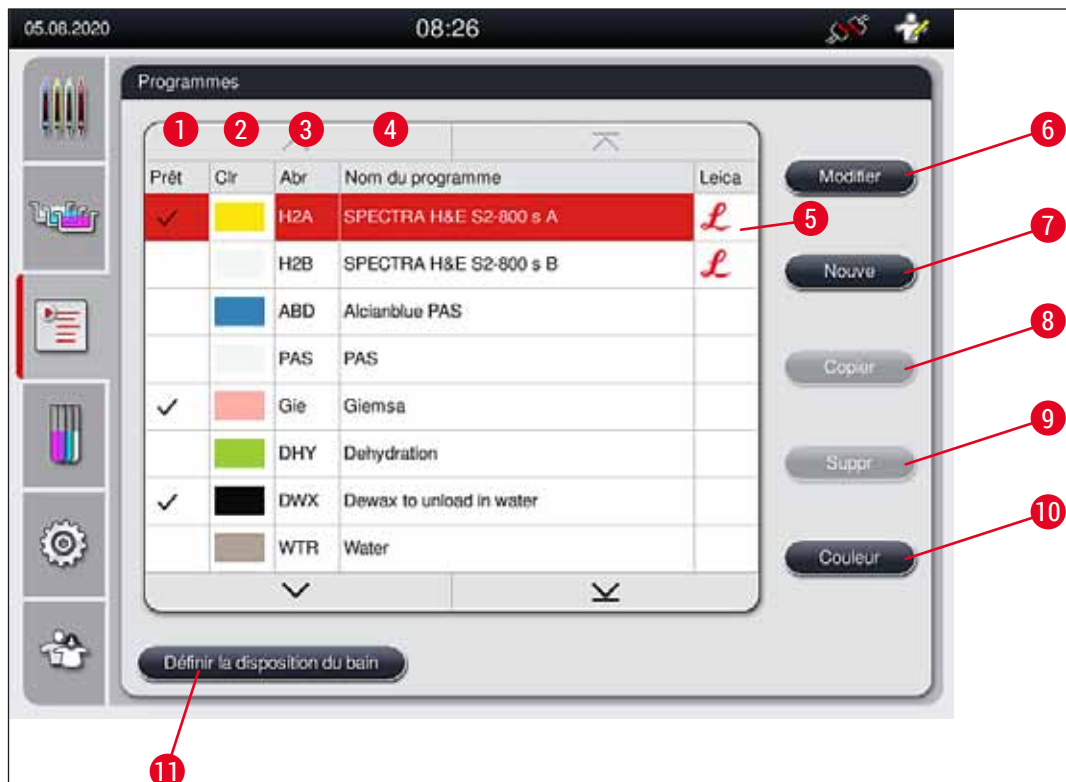 05.08.2020 08:26
Programmes
1 2 3 4
6
Prêt Clr Abr Nom du programme Leica Modifier
H2A SPECTRA H&E S2-800 s A
5
7
H2B SPECTRA H&E S2-800 s B Nouve
ABD Alcianblue PAS
8
PAS PAS Copier
Gie Giemsa
9
DHY Dehydration Suppr
DWX Dewax to unload in water
10
WTR Water Couleur
Définir la disposition du bain
11